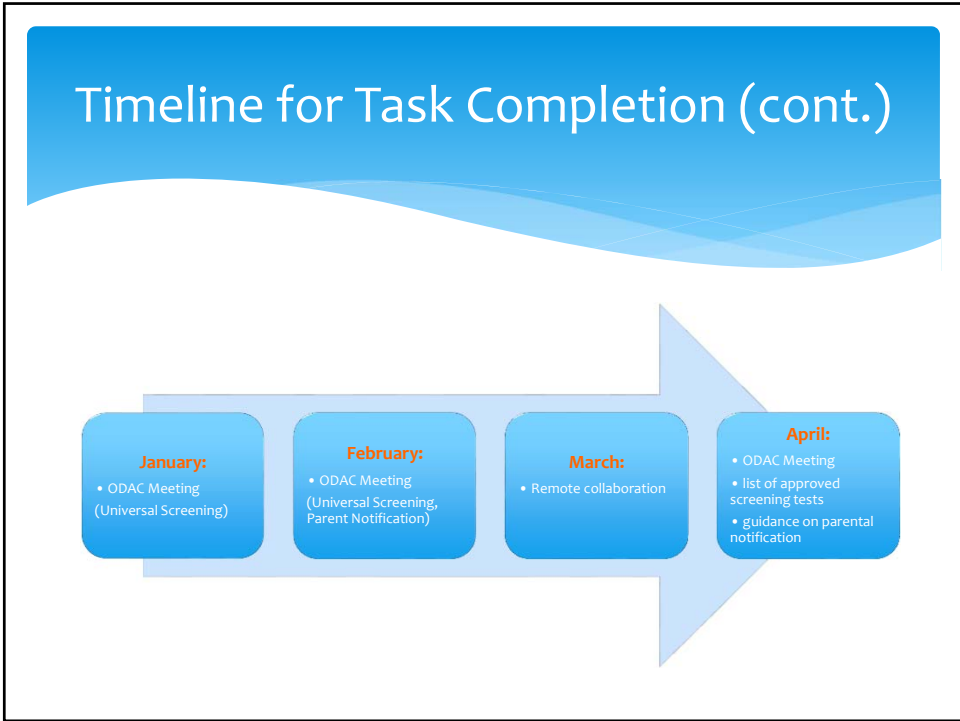 Timeline for Task Completion (cont.)
January:
• ODAC Meeting
(Universal Screening)
February:
• ODAC Meeting
(Universal Screening,
Parent Notification)
March:
• Remote collaboration
April:
• ODAC Meeting
• list of approved
screening tests
• guidance on parental
notification